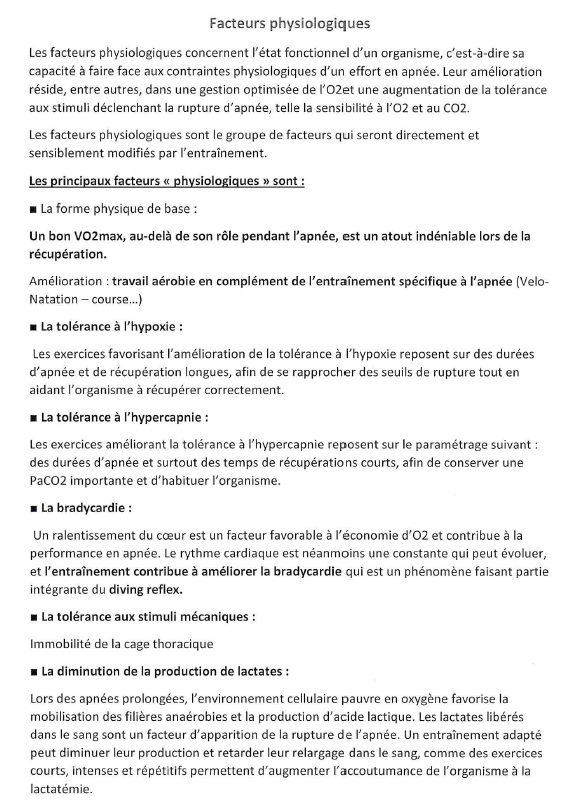 Facteurs physiologiques
Les facteurs physiologiques concernent l'état fonctionnel d'un organisme, c'est-à-dire sa
capacité à faire face aux contraintes physiologiques d'un effort en apnée. Leur amélioration
réside, entre autres, dans une gestion optimisée de l'O2et une augmentation de la tolérance
aux stimuli déclenchant la rupture d'apnée, telle la sensibilité à l'O2 et au CO2.
Les facteurs physiologiques sont le groupe de facteurs qui seront directement et
sensiblement modifiés par l'entraînement.
Les principaux facteurs « physiologiques » sont :
■ La forme physique de base :
Un bon VO2max, au-delà de son rôle pendant l'apnée, est un atout indéniable lors de la
récupération.
Amélioration : travail aérobie en complément de l'entraînement spécifique à l'apnée (Velo-
Natation – course…)
■ La tolérance à l'hypoxie :
Les exercices favorisant l'amélioration de la tolérance à l'hypoxie reposent sur des durées
d'apnée et de récupération longues, afin de se rapprocher des seuils de rupture tout en
aidant l'organisme à récupérer correctement.
■ La tolérance à l'hypercapnie :
Les exercices améliorant la tolérance à l'hypercapnie reposent sur le paramétrage suivant :
des durées d'apnée et surtout des temps de récupérations courts, afin de conserver une
PaCO2 importante et d'habituer l'organisme.
■ La bradycardie :
Un ralentissement du cœur est un facteur favorable à l'économie d'O2 et contribue à la
performance en apnée. Le rythme cardiaque est néanmoins une constante qui peut évoluer,
et l'entraînement contribue à améliorer la bradycardie qui est un phénomène faisant partie
intégrante du diving reflex.
■ La tolérance aux stimuli mécaniques :
Immobilité de la cage thoracique
■ La diminution de la production de lactates :
Lors des apnées prolongées, l'environnement cellulaire pauvre en oxygène favorise la
mobilisation des filières anaérobies et la production d'acide lactique. Les lactates libérés
dans le sang sont un facteur d'apparition de la rupture de l'apnée. Un entraînement adapté
peut diminuer leur production et retarder leur relargage dans le sang, comme des exercices
courts, intenses et répétitifs permettent d'augmenter l'accoutumance de l'organisme à la
lactatémie.